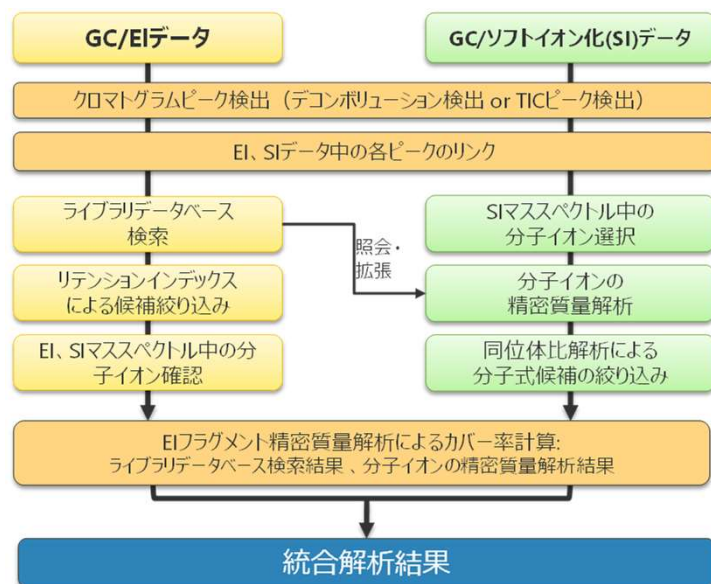 GC/EIデータ
GC/ソフトイオン化(SI)データ
クロマトグラムピーク検出（デコンボリューション検出 or TICピーク検出）
EI、SIデータ中の各ピークのリンク
ライブラリデータベース
検索
照会・
拡張
SIマススペクトル中の
分子イオン選択
リテンションインデックス
による候補絞り込み
分子イオンの
精密質量解析
EI、SIマススペクトル中の分
子イオン確認
同位体比解析による
分子式候補の絞り込み
EIフラグメント精密質量解析によるカバー率計算:
ライブラリデータベース検索結果 、分子イオンの精密質量解析結果
統合解析結果